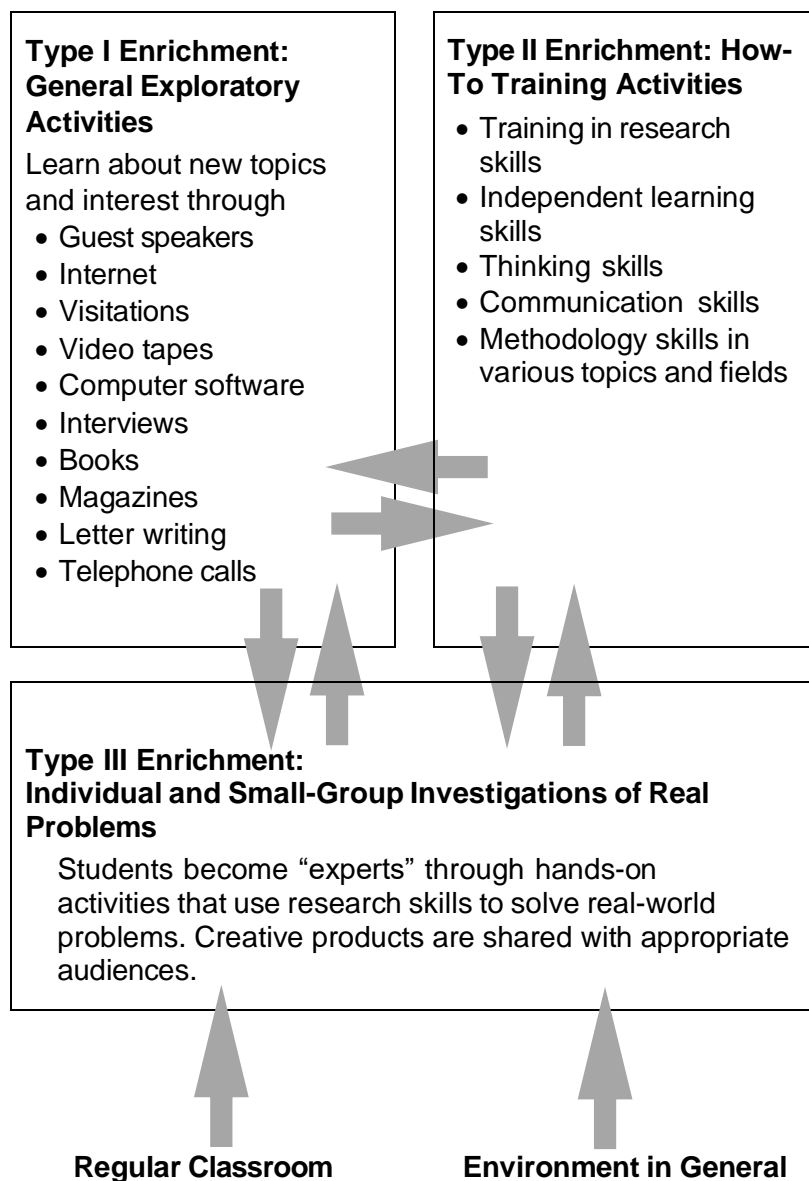 Type I Enrichment:
General Exploratory
Activities
Learn about new topics
and interest through
• Guest speakers
• Internet
• Visitations
• Video tapes
• Computer software
• Interviews
• Books
• Magazines
• Letter writing
• Telephone calls
Type II Enrichment: How-
To Training Activities
• Training in research
skills
• Independent learning
skills
• Thinking skills
• Communication skills
• Methodology skills in
various topics and fields
Type III Enrichment:
Individual and Small-Group Investigations of Real
Problems
Students become “experts” through hands-on
activities that use research skills to solve real-world
problems. Creative products are shared with appropriate
audiences.
Regular Classroom
Environment in General